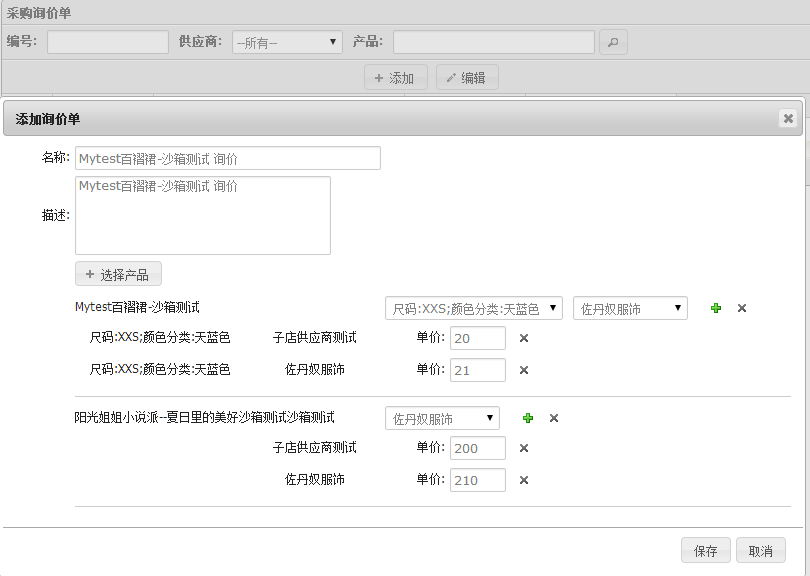 采购询价单
编号: 供应商: --所有-- 产品:
添加 编辑
添加询价单
名称: Mytest百褶裙-沙箱测试 询价
Mytest百褶裙-沙箱测试 询价
描述:
选择产品
Mytest百褶裙-沙箱测试 尺码:XXS;颜色分类:天蓝色 佐丹奴服饰
尺码:XXS;颜色分类:天蓝色 子店供应商测试 单价: 20
尺码:XXS;颜色分类:天蓝色 佐丹奴服饰 单价: 21
阳光姐姐小说派--夏日里的美好沙箱测试沙箱测试 佐丹奴服饰
子店供应商测试 单价: 200
佐丹奴服饰 单价: 210
保存 取消